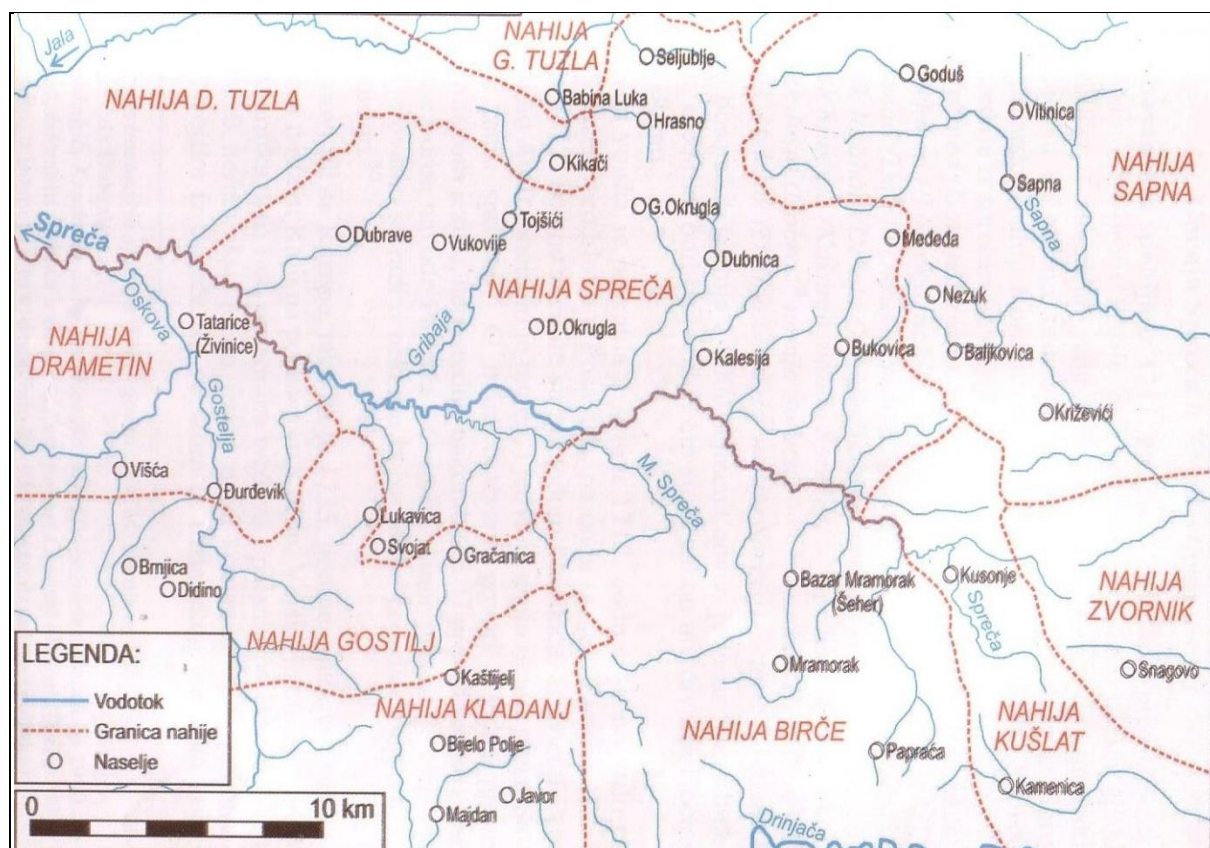 Jala
NAHIJA
G. TUZLA
Seljublje
Goduš
NAHIJA D. TUZLA
Babina Luka
Hrasno
Vitinica
NAHIJA
SAPNA
Kikači
Sapna
Sapna
G.Okrugla
Tojšići
Spreča
Dubrave
Vukovije
Međeđa
Dubnica
Oskova
NAHIJA SPREČA
Nezuk
Tatarice
(Živinice)
D.Okrugla
NAHIJA
DRAMETIN
Gribaja
Kalesija
Bukovica
Baljkovica
Gostelja
Križevići
Višća
M. Spreča
Đurđevik
Lukavica
Svojat
Gračanica
Brnjica
Didino
Bazar Mramorak
(Šeher)
Kusonje
Spreča
NAHIJA
ZVORNIK
NAHIJA GOSTILJ
Mramorak
Snagovo
Kaštijelj
NAHIJA KLADANJ
NAHIJA BIRČE
NAHIJA
KUŠLAT
Bijelo Polje
Papraća
Kamenica
Javor
Majdan
Drinjača
LEGENDA:
Vodotok
Granica nahije
Naselje
0 10 km